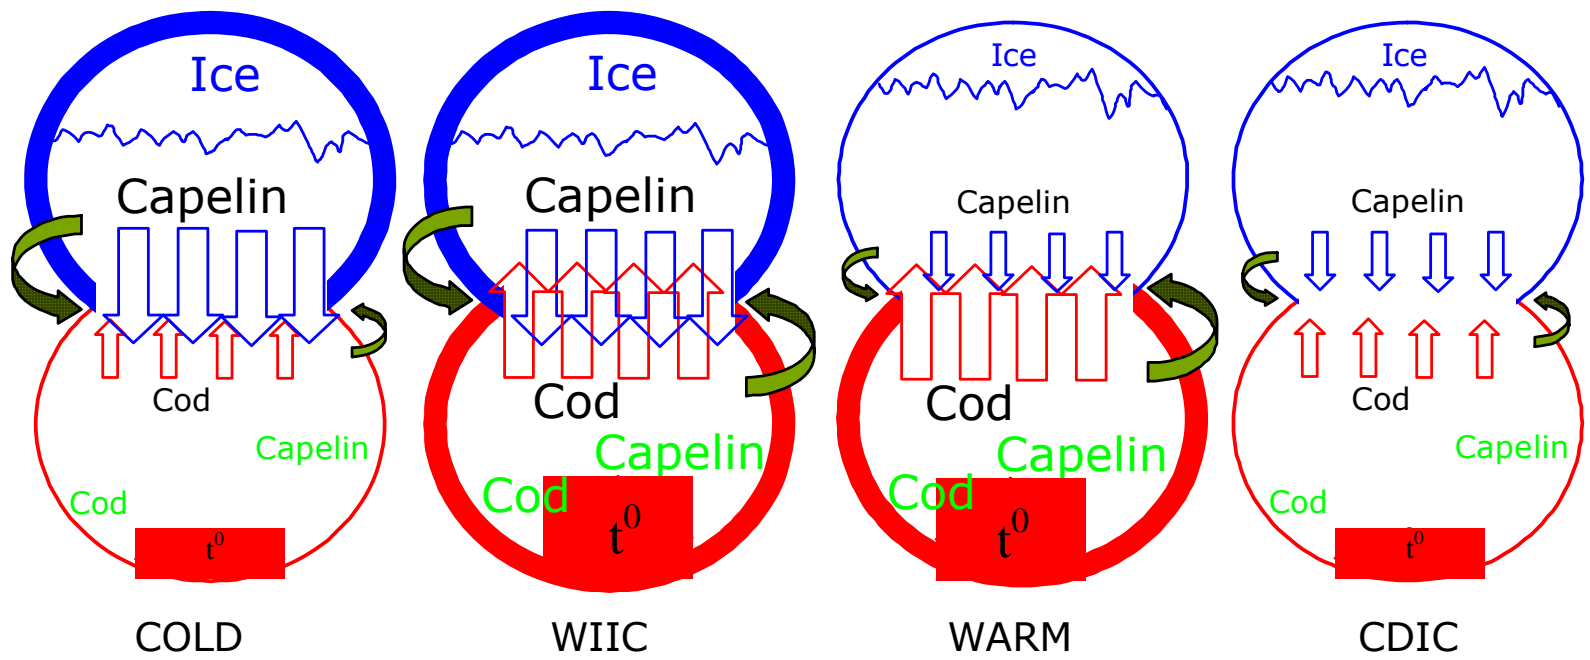 Ice
Capelin
Cod
Capelin
Cod
t⁰
COLD
Ice
Capelin
Cod
Capelin
Cod
t⁰
WIIC
Ice
Capelin
Cod
Capelin
Cod
t⁰
WARM
Ice
Capelin
Cod
Capelin
Cod
t⁰
CDIC